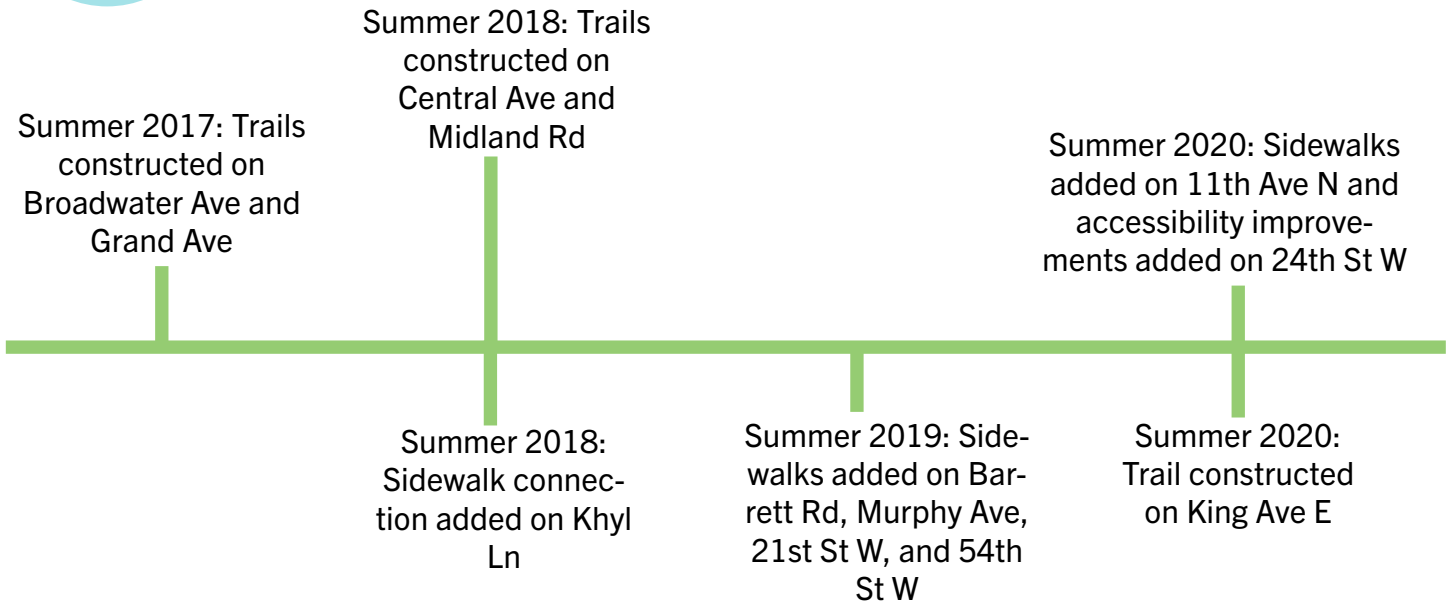 Summer 2017: Trails
constructed on
Broadwater Ave and
Grand Ave
Summer 2018: Trails
constructed on
Central Ave and
Midland Rd
Summer 2018:
Sidewalk connec-
tion added on Khyl
Ln
Summer 2019: Side-
walks added on Bar-
rett Rd, Murphy Ave,
21st St W, and 54th
St W
Summer 2020: Sidewalks
added on 11th Ave N and
accessibility improve-
ments added on 24th St W
Summer 2020:
Trail constructed
on King Ave E